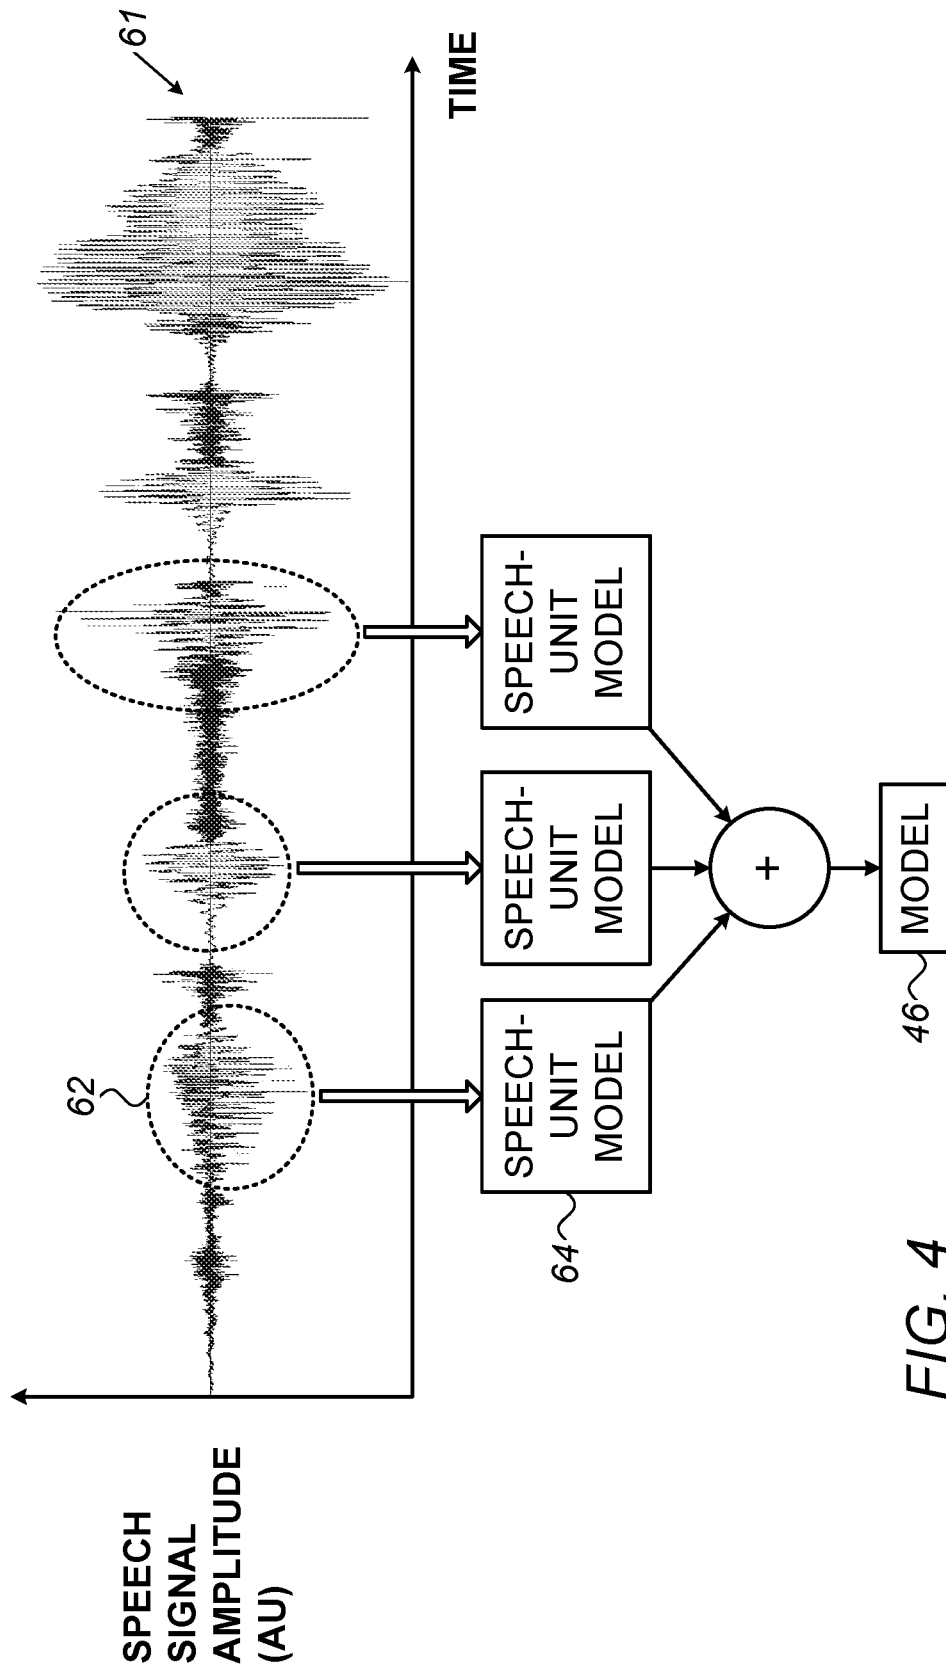 SPEECH
SIGNAL
AMPLITUDE
(AU)
61
62
TIME
64
SPEECH-
UNIT
MODEL
SPEECH-
UNIT
MODEL
SPEECH-
UNIT
MODEL
+
46
MODEL
FIG. 4